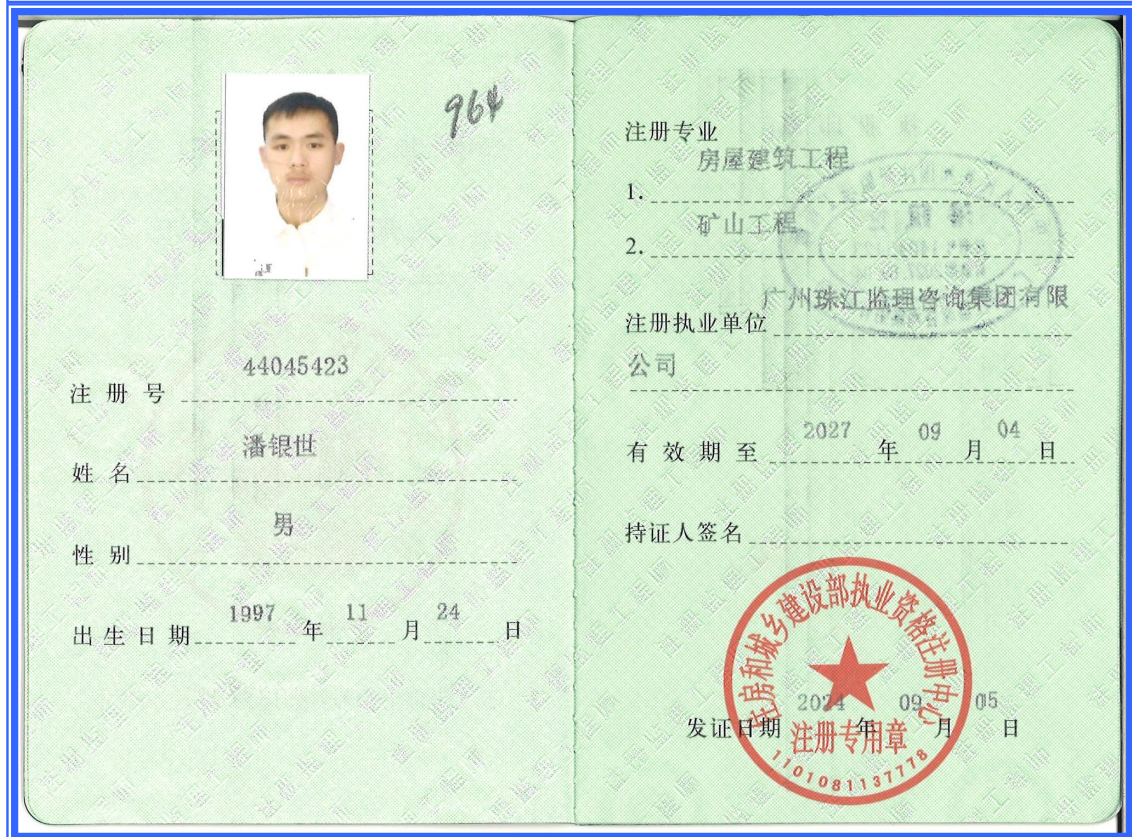 964
注册号 44045423
姓名 潘银世
性别 男
出生日期 1997 年 11 月 24 日
注册专业
1. 房屋建筑工程
2. 矿山工程
注册执业单位 广州珠江监理咨询集团有限
公司
有效期至 2027 年 09 月 04 日
持证人签名
住房和城乡建设部执业资格注册中心
发证日期 2024 年 09 月 05 日
注册专用章
1101081137778